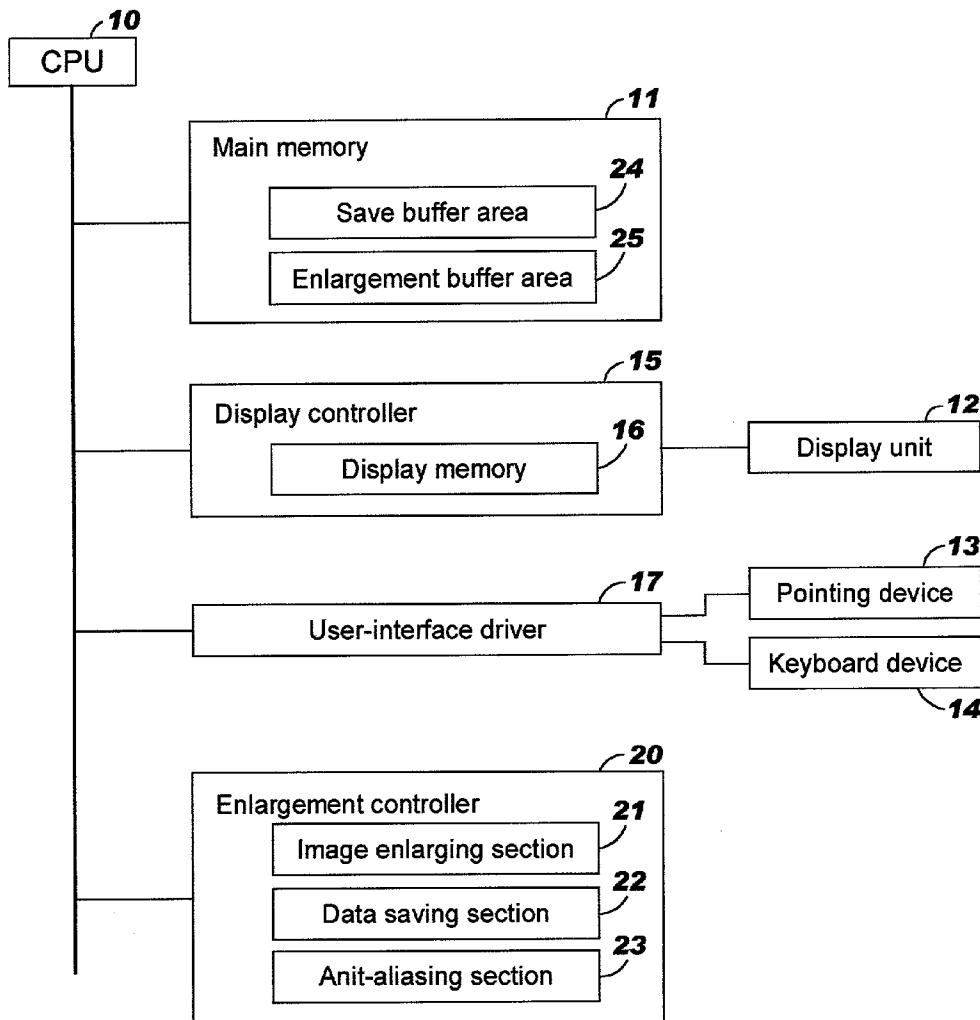 10
CPU
11
Main memory
24
Save buffer area
25
Enlargement buffer area
15
Display controller
16
Display memory
12
Display unit
17
User-interface driver
13
Pointing device
Keyboard device
14
20
Enlargement controller
21
Image enlarging section
22
Data saving section
23
Anit-aliasing section